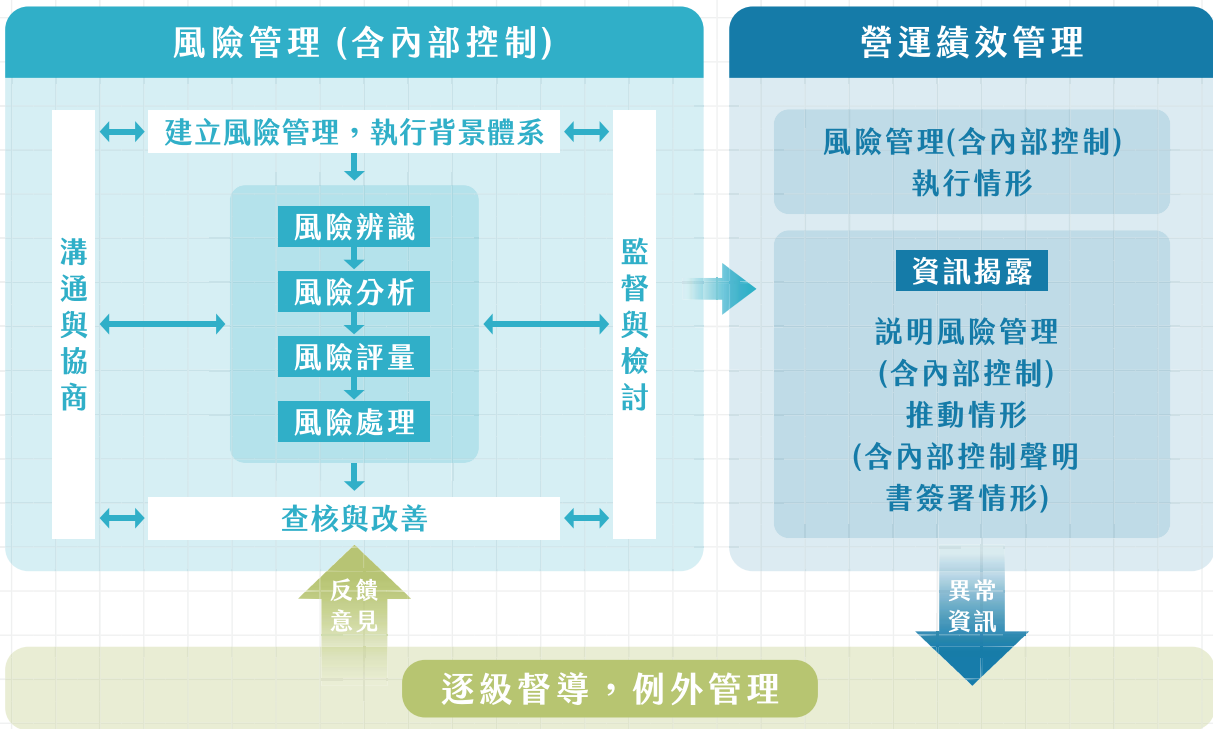 風險管理 (含內部控制)
建立風險管理，執行背景體系
溝通與協商
風險辨識
風險分析
風險評量
風險處理
監督與檢討
查核與改善
營運績效管理
風險管理(含內部控制)
執行情形
資訊揭露
說明風險管理
(含內部控制)
推動情形
(含內部控制聲明
書簽署情形)
反饋
意見
異常
資訊
逐級督導，例外管理